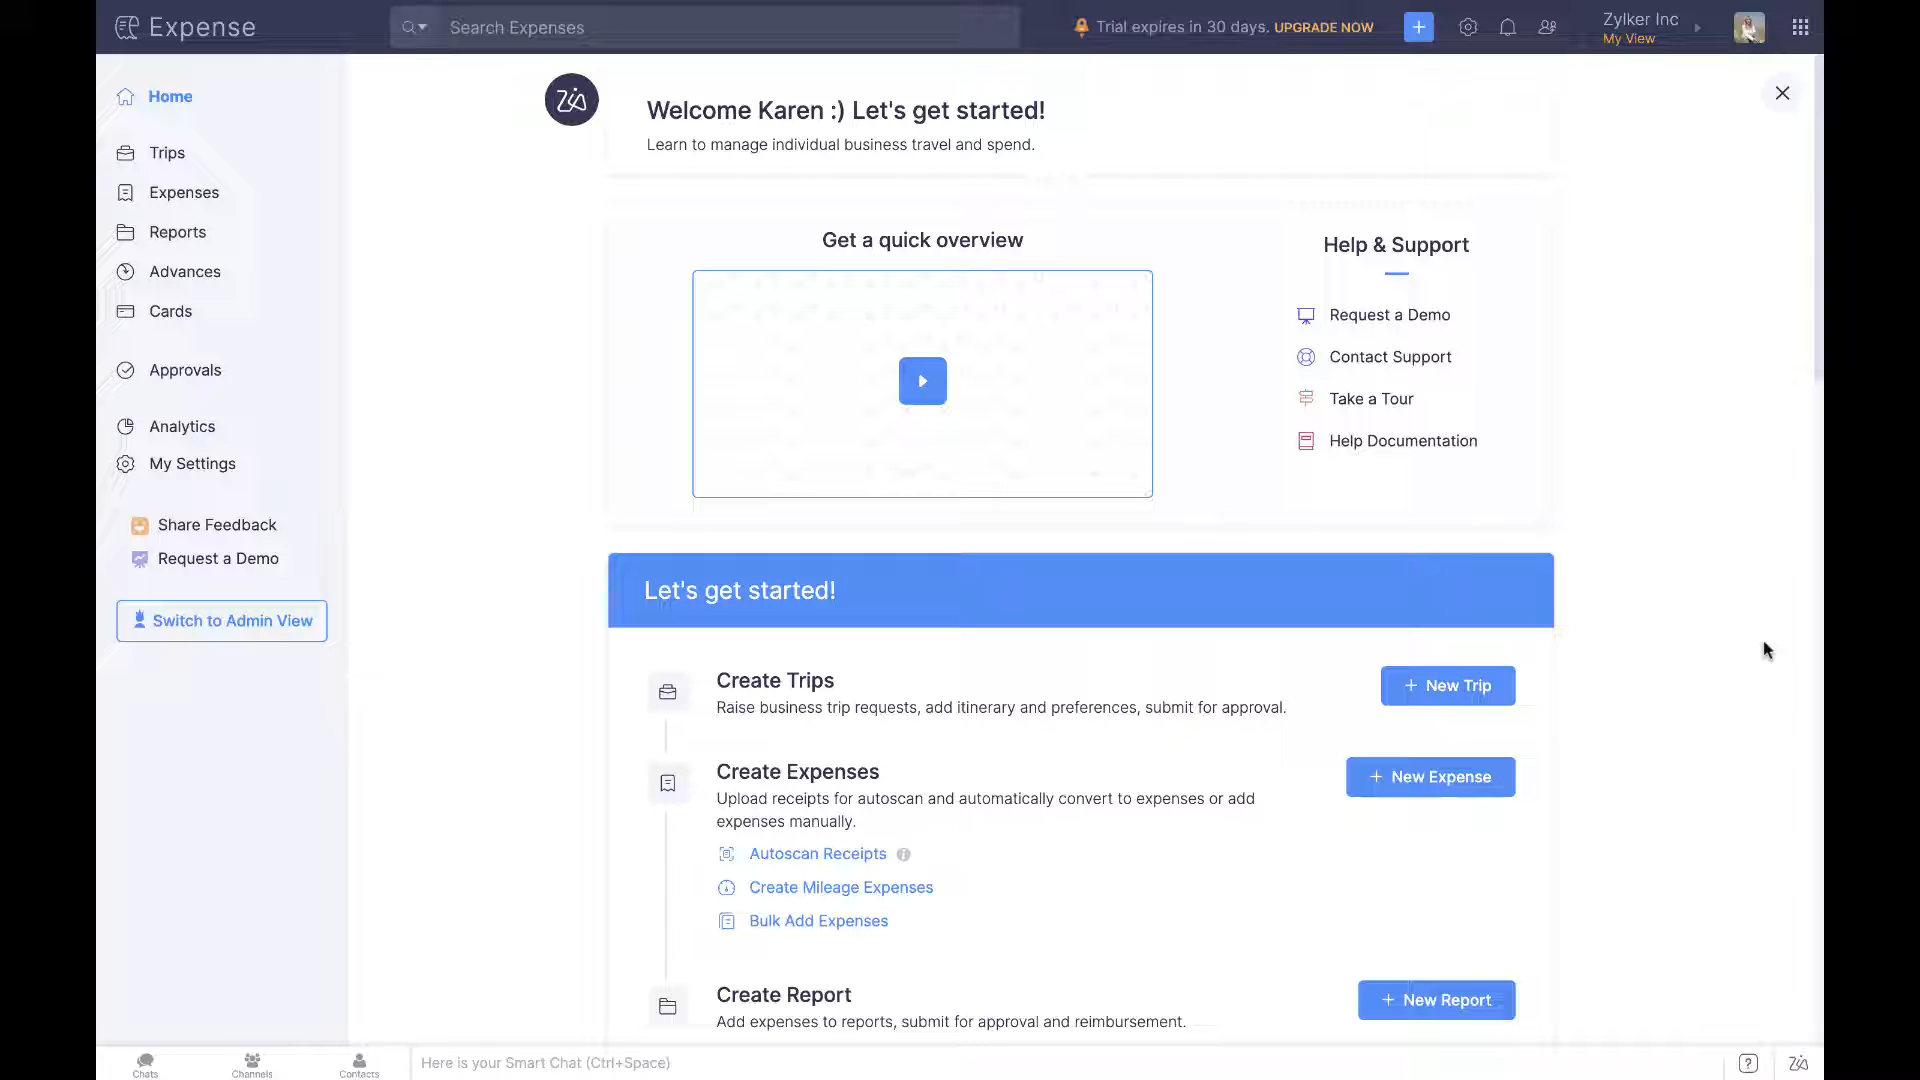 Expense
Search Expenses
Trial expires in 30 days. UPGRADE NOW
Zylker Inc
My View
Home
Trips
Expenses
Reports
Advances
Cards
Approvals
Analytics
My Settings
Share Feedback
Request a Demo
Switch to Admin View
Zia
Welcome Karen :) Let's get started!
Learn to manage individual business travel and spend.
Get a quick overview
Help & Support
Request a Demo
Contact Support
Take a Tour
Help Documentation
Let's get started!
Create Trips
Raise business trip requests, add itinerary and preferences, submit for approval.
+ New Trip
Create Expenses
Upload receipts for autoscan and automatically convert to expenses or add
expenses manually.
+ New Expense
Autoscan Receipts
Create Mileage Expenses
Bulk Add Expenses
Create Report
Add expenses to reports, submit for approval and reimbursement.
+ New Report
Chats
Channels
Contacts
Here is your Smart Chat (Ctrl+Space)
?
Zia